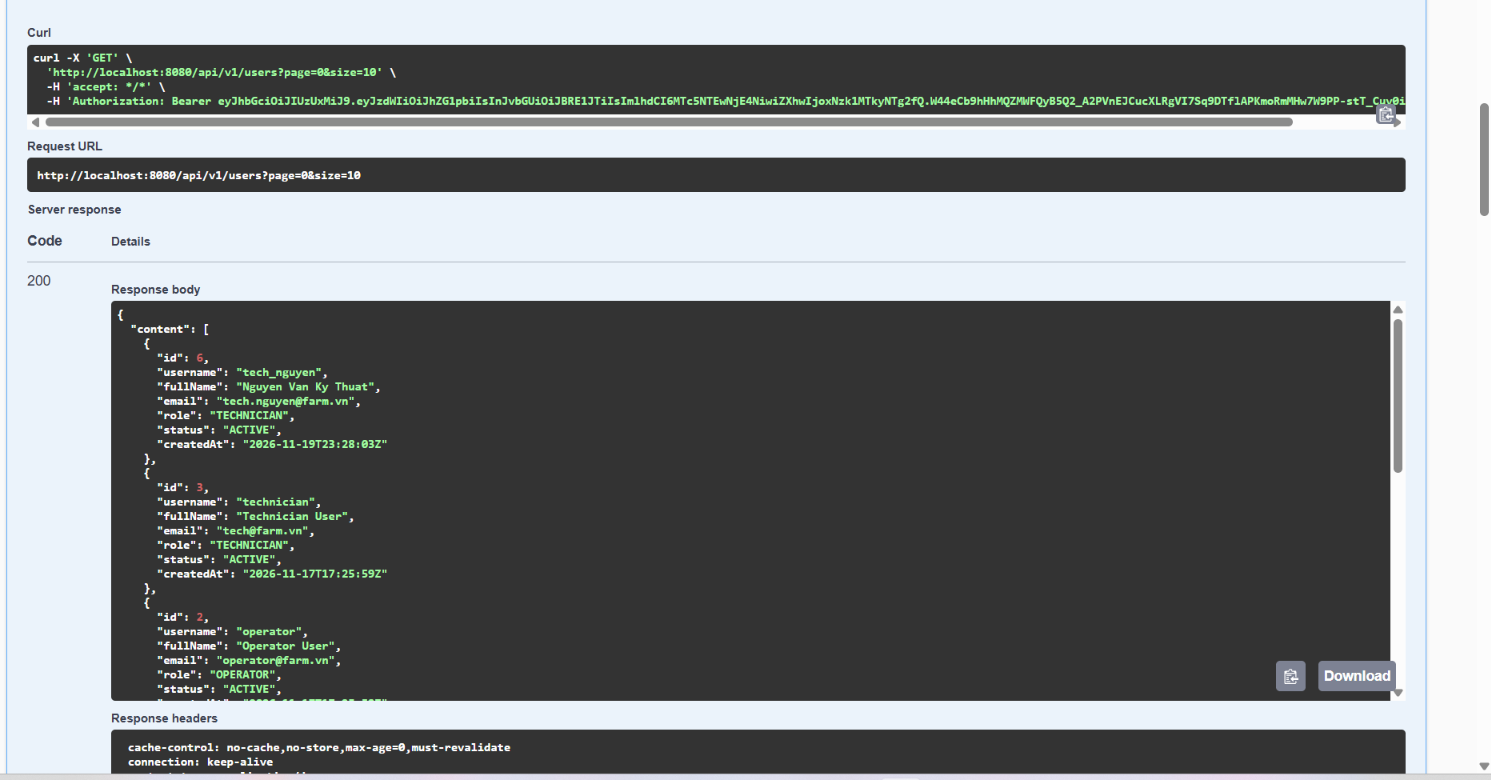 Curl
curl -X 'GET' \
'http://localhost:8080/api/v1/users?page=0&size=10' \
-H 'accept: */*' \
-H 'Authorization: Bearer
Request URL
http://localhost:8080/api/v1/users?page=0&size=10
Server response
Code Details
200
Response body
{
"content": [
{
"id": 6,
"username": "tech_nguyen",
"fullName": "Nguyen Van Ky Thuat",
"email": "tech.nguyen@farm.vn",
"role": "TECHNICIAN",
"status": "ACTIVE",
"createdAt": "2026-11-19T23:28:03Z"
},
{
"id": 3,
"username": "technician",
"fullName": "Technician User",
"email": "tech@farm.vn",
"role": "TECHNICIAN",
"status": "ACTIVE",
"createdAt": "2026-11-17T17:25:59Z"
},
{
"id": 2,
"username": "operator",
"fullName": "Operator User",
"email": "operator@farm.vn",
"role": "OPERATOR",
"status": "ACTIVE",
Download
Response headers
cache-control: no-cache,no-store,max-age=0,must-revalidate
connection: keep-alive